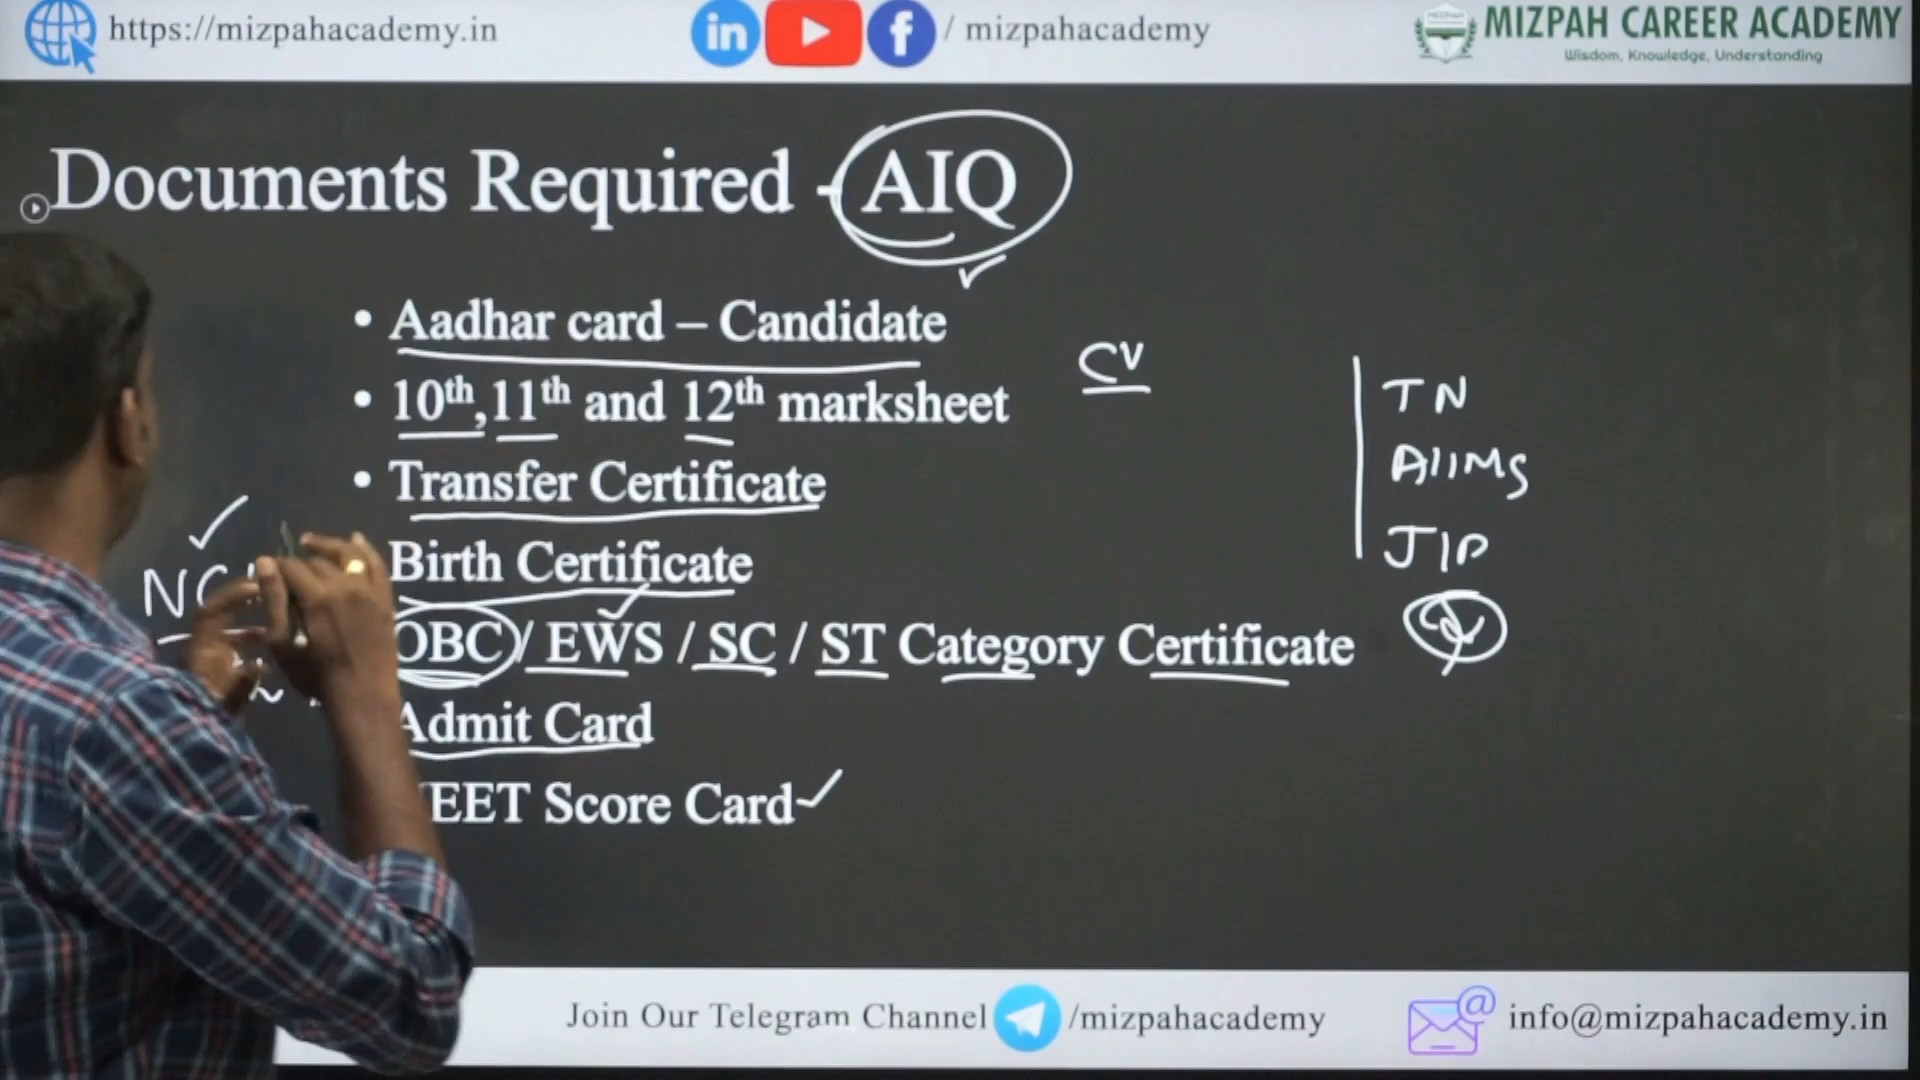 https://mizpahacademy.in
in f / mizpahacademy
MIZPAH CAREER ACADEMY
Wisdom, Knowledge, Understanding
Documents Required - AIQ
• Aadhar card – Candidate
• 10th, 11th and 12th marksheet
CV
TN
• Transfer Certificate
AIIMS
Birth Certificate
JIP
OBC / EWS / SC / ST Category Certificate
Admit Card
EET Score Card
Join Our Telegram Channel /mizpahacademy
info@mizpahacademy.in